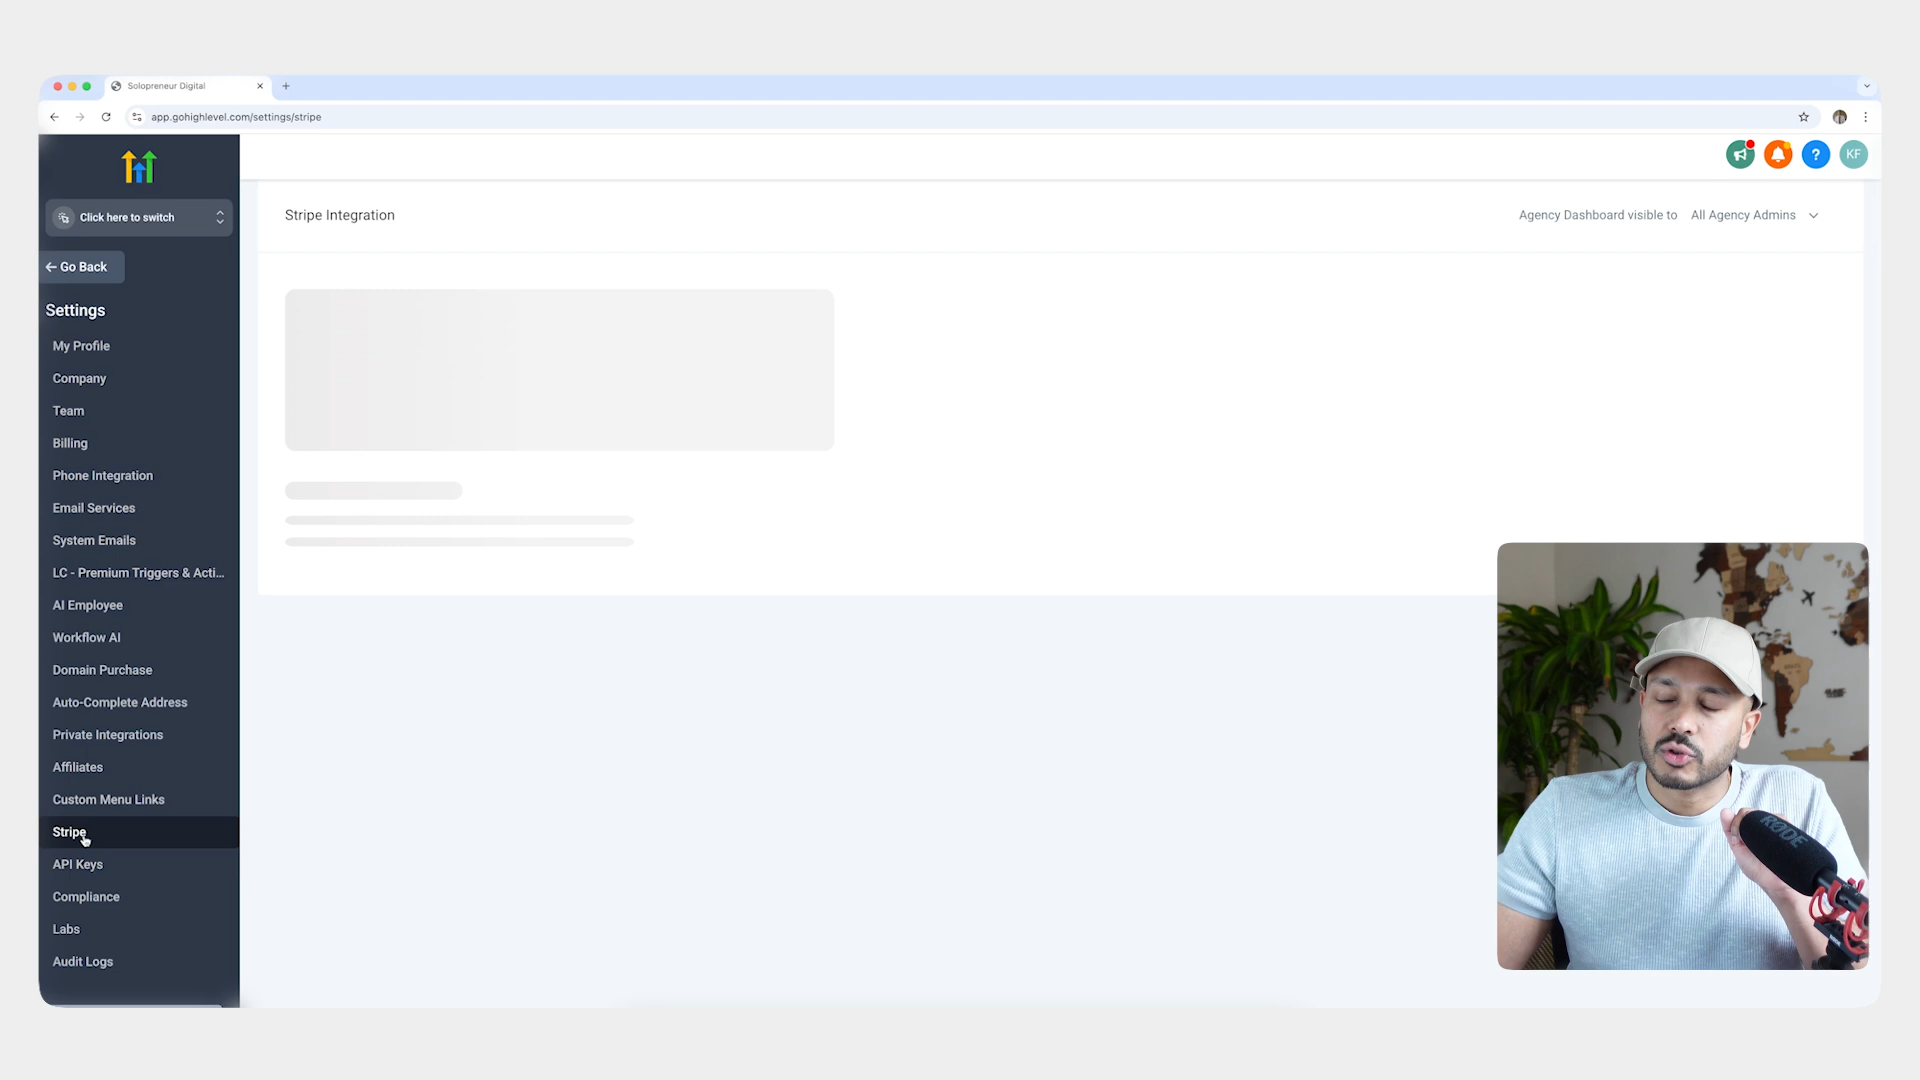 Solopreneur Digital
app.gohighlevel.com/settings/stripe
KF
Click here to switch
Go Back
Settings
My Profile
Company
Team
Billing
Phone Integration
Email Services
System Emails
LC - Premium Triggers & Acti...
AI Employee
Workflow AI
Domain Purchase
Auto-Complete Address
Private Integrations
Affiliates
Custom Menu Links
Stripe
API Keys
Compliance
Labs
Audit Logs
Stripe Integration
Agency Dashboard visible to All Agency Admins
RØDE